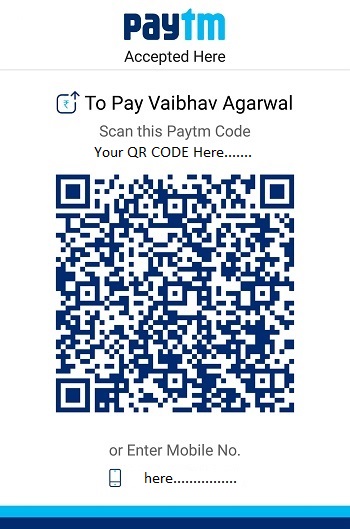 paytm
Accepted Here
To Pay Vaibhav Agarwal
Scan this Paytm Code
Your QR CODE Here.......
or Enter Mobile No.
here................